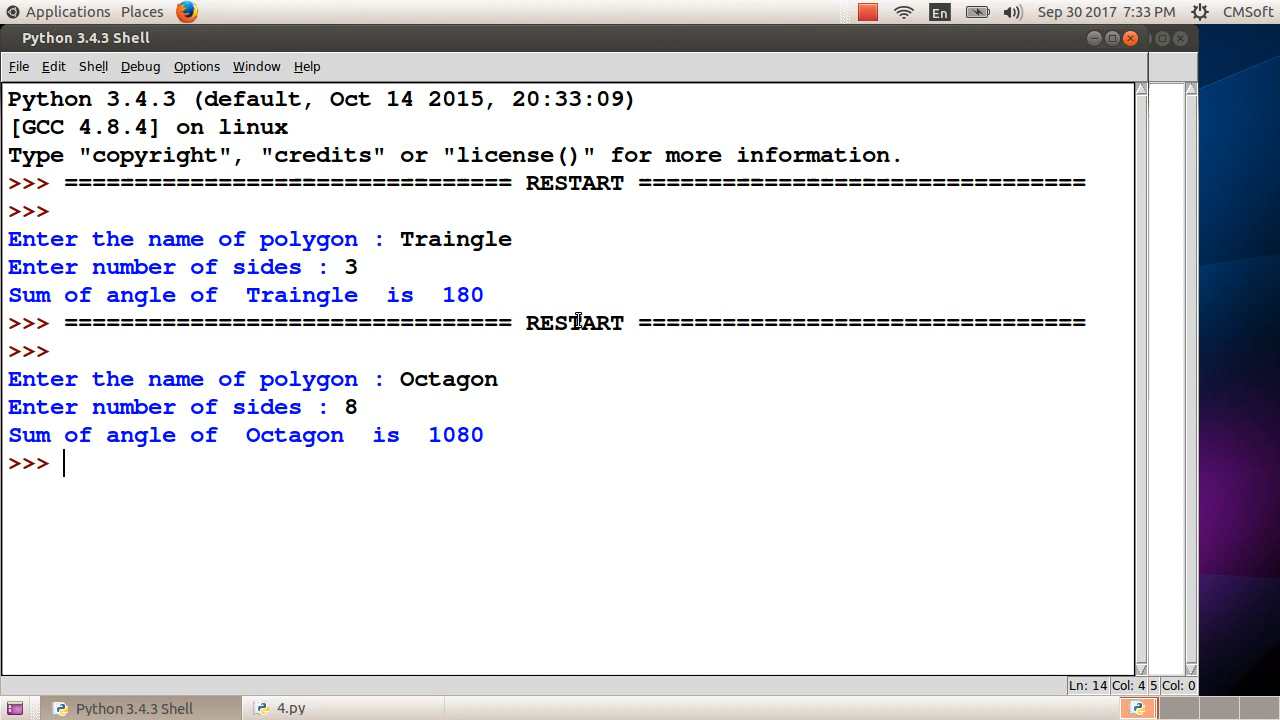 Applications Places En Sep 30 2017 7:33 PM CMSoft
Python 3.4.3 Shell
File Edit Shell Debug Options Window Help
Python 3.4.3 (default, Oct 14 2015, 20:33:09)
[GCC 4.8.4] on linux
Type "copyright", "credits" or "license()" for more information.
>>> ================================ RESTART ================================
>>>
Enter the name of polygon : Traingle
Enter number of sides : 3
Sum of angle of  Traingle  is  180
>>> ================================ RESTART ================================
>>>
Enter the name of polygon : Octagon
Enter number of sides : 8
Sum of angle of  Octagon  is  1080
>>>
Ln: 14 Col: 4 5 Col: 0
Python 3.4.3 Shell 4.py